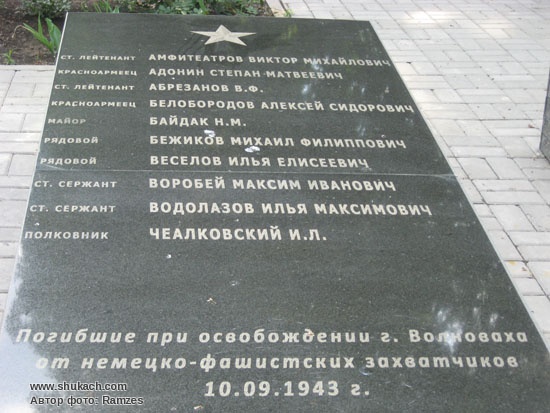 СТ. ЛЕЙТЕНАНТ АМФИТЕАТРОВ ВИКТОР МИХАЙЛОВИЧ
КРАСНОАРМЕЕЦ АДОНИН СТЕПАН МАТВЕЕВИЧ
СТ. ЛЕЙТЕНАНТ АБРЕЗАНОВ В.Ф.
КРАСНОАРМЕЕЦ БЕЛОБОРОДОВ АЛЕКСЕЙ СИДОРОВИЧ
МАЙОР БАЙДАК Н.М.
РЯДОВОЙ БЕЖИКОВ МИХАИЛ ФИЛИППОВИЧ
РЯДОВОЙ ВЕСЕЛОВ ИЛЬЯ ЕЛИСЕЕВИЧ
СТ. СЕРЖАНТ ВОРОБЕЙ МАКСИМ ИВАНОВИЧ
СТ. СЕРЖАНТ ВОДОЛАЗОВ ИЛЬЯ МАКСИМОВИЧ
ПОЛКОВНИК ЧЕАЛКОВСКИЙ И.Л.
Погибшие при освобождении г. Волноваха
от немецко-фашистских захватчиков
10.09.1943 г.
www.shukach.com
Автор фото: Ramzes